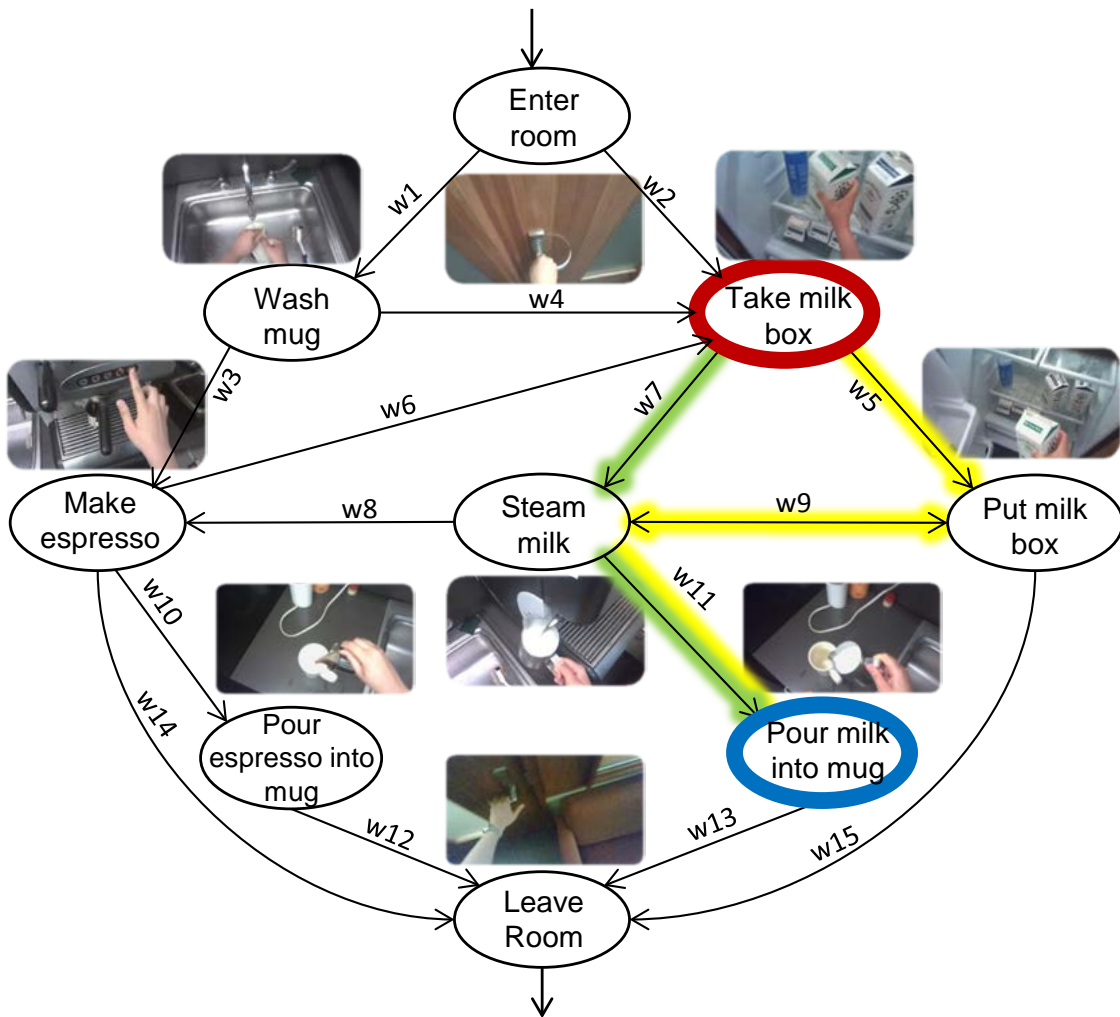 Enter
room
w1
w2
Wash
mug
w4
Take milk
box
w3
w6
w7
w5
Make
espresso
w8
Steam
milk
w9
Put milk
box
w10
w11
w14
Pour
espresso into
mug
Pour milk
into mug
w12
w13
w15
Leave
Room